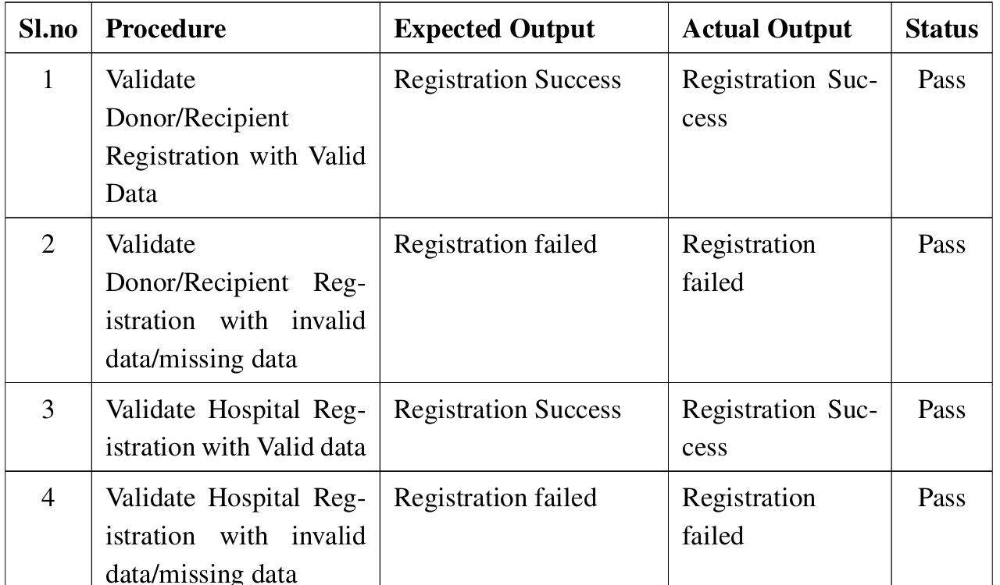 Sl.no Procedure Expected Output Actual Output Status
1 Validate Registration Success Registration Suc- Pass
Donor/Recipient cess
Registration with Valid
Data
2 Validate Registration failed Registration Pass
Donor/Recipient Reg- failed
istration with invalid
data/missing data
3 Validate Hospital Reg- Registration Success Registration Suc- Pass
istration with Valid data cess
4 Validate Hospital Reg- Registration failed Registration Pass
istration with invalid failed
data/missing data